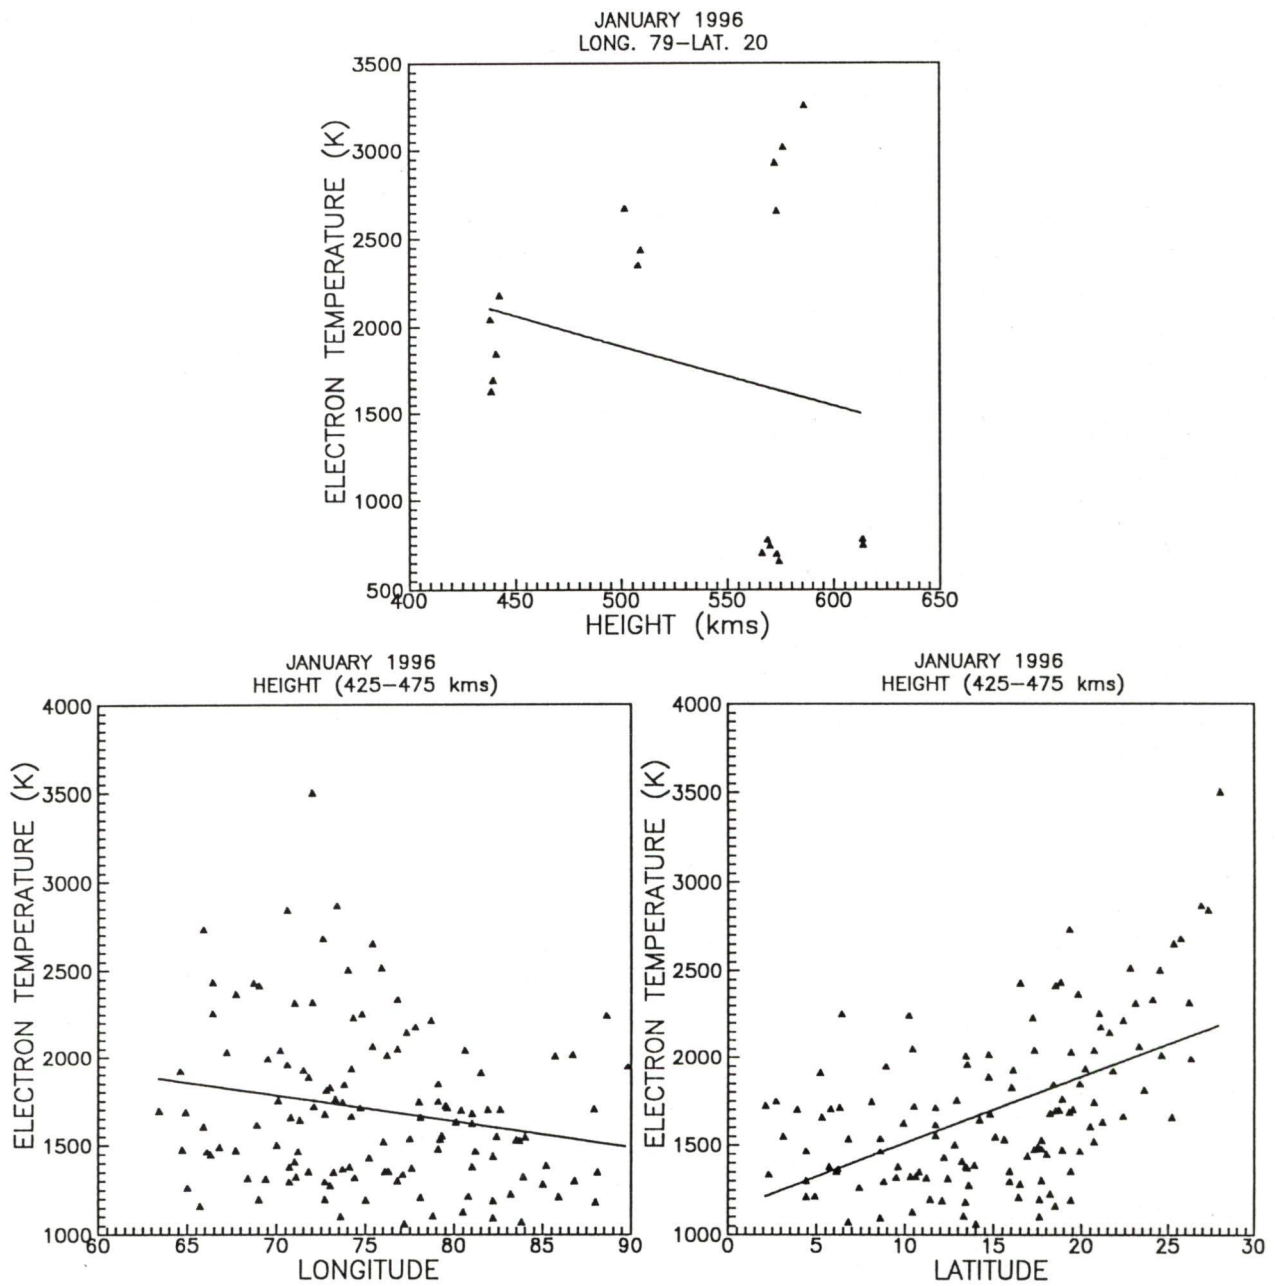 JANUARY 1996
LONG. 79-LAT. 20
ELECTRON TEMPERATURE (K)
3500
3000
2500
2000
1500
1000
500
400 450 500 550 600 650
HEIGHT (kms)
JANUARY 1996
HEIGHT (425-475 kms)
ELECTRON TEMPERATURE (K)
4000
3500
3000
2500
2000
1500
1000
60 65 70 75 80 85 90
LONGITUDE
JANUARY 1996
HEIGHT (425-475 kms)
ELECTRON TEMPERATURE (K)
4000
3500
3000
2500
2000
1500
1000
0 5 10 15 20 25 30
LATITUDE